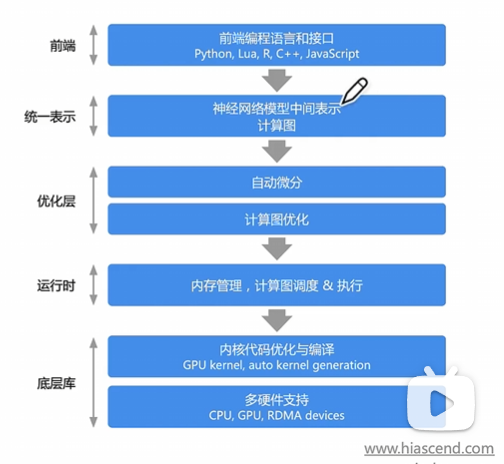 前端
前端编程语言和接口
Python, Lua, R, C++, JavaScript
统一表示
神经网络模型中间表示
计算图
优化层
自动微分
计算图优化
运行时
内存管理，计算图调度 & 执行
底层库
内核代码优化与编译
GPU kernel, auto kernel generation
多硬件支持
CPU, GPU, RDMA devices
www.hiascend.com